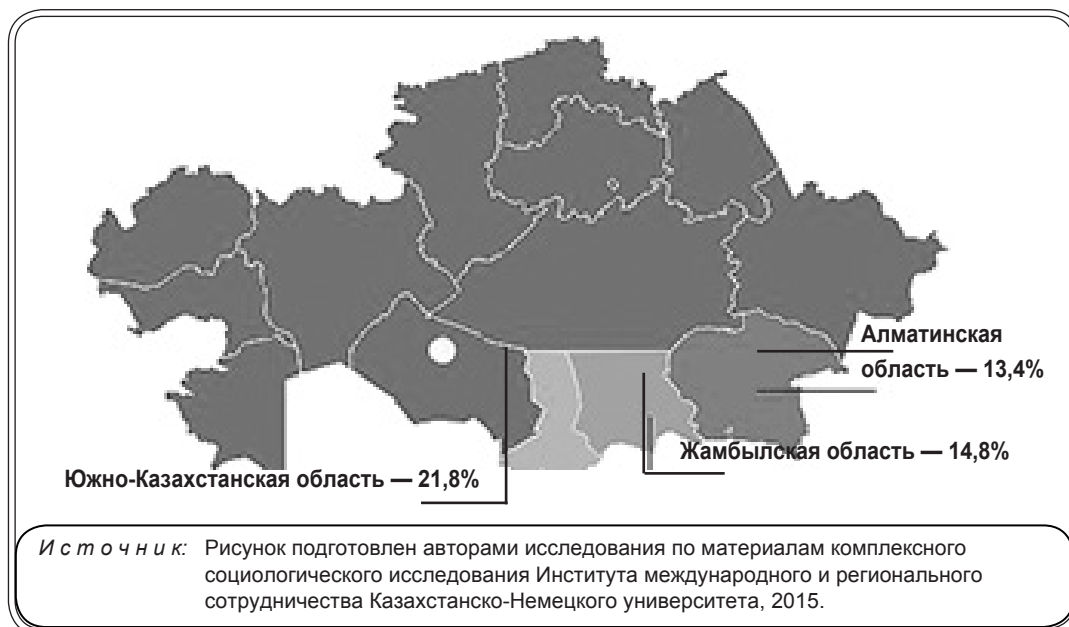 Алматинская
область — 13,4%
Жамбылская область — 14,8%
Южно-Казахстанская область — 21,8%
Источник: Рисунок подготовлен авторами исследования по материалам комплексного
социологического исследования Института международного и регионального
сотрудничества Казахстанско-Немецкого университета, 2015.